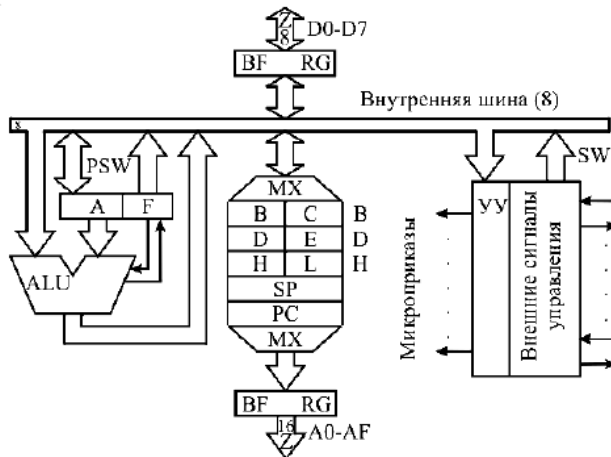 Z
8
D0-D7
BF RG
Внутренняя шина (8)
8
PSW
SW
A F
MX
B C B
D E D
H L H
SP
PC
MX
ALU
УУ
Микроприказы
Внешние сигналы
управления
BF RG
16
Z
A0-AF